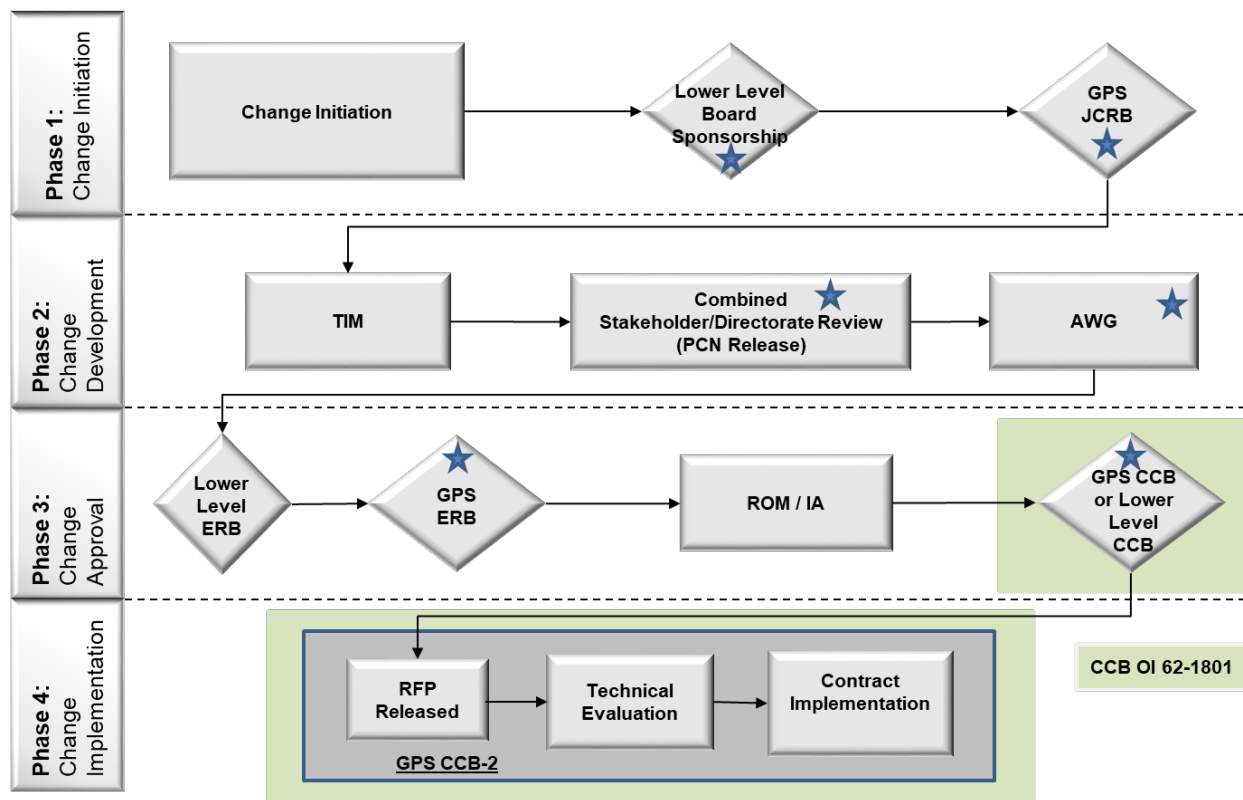 Phase 1:
Change Initiation
Change Initiation
Lower Level
Board
Sponsorship
GPS
JCRB
Phase 2:
Change
Development
TIM
Combined
Stakeholder/Directorate Review
(PCN Release)
AWG
Phase 3:
Change
Approval
Lower
Level
ERB
GPS
ERB
ROM / IA
GPS CCB
or Lower
Level
CCB
Phase 4:
Change
Implementation
RFP
Released
Technical
Evaluation
Contract
Implementation
GPS CCB-2
CCB OI 62-1801